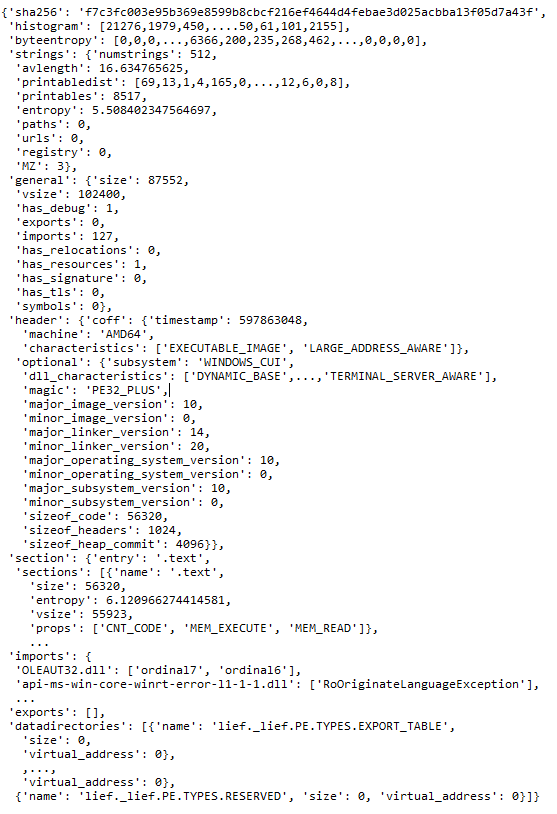 {'sha256': 'f7c3fc003e95b369e8599b8cbcf216ef4644d4febae3d025acbba13f05d7a43f',
'histogram': [21276,1979,450,....50,61,101,2155],
'byteentropy': [0,0,0,...,6366,200,235,268,462,...,0,0,0,0],
'strings': {'numstrings': 512,
'avlength': 16.634765625,
'printabledist': [69,13,1,4,165,0,...,12,6,0,8],
'printables': 8517,
'entropy': 5.508402347564697,
'paths': 0,
'urls': 0,
'registry': 0,
'MZ': 3},
'general': {'size': 87552,
'vsize': 102400,
'has_debug': 1,
'exports': 0,
'imports': 127,
'has_relocations': 0,
'has_resources': 1,
'has_signature': 0,
'has_tls': 0,
'symbols': 0},
'header': {'coff': {'timestamp': 597863048,
'machine': 'AMD64',
'characteristics': ['EXECUTABLE_IMAGE', 'LARGE_ADDRESS_AWARE']},
'optional': {'subsystem': 'WINDOWS_CUI',
'dll_characteristics': ['DYNAMIC_BASE',...,'TERMINAL_SERVER_AWARE'],
'magic': 'PE32_PLUS',
'major_image_version': 10,
'minor_image_version': 0,
'major_linker_version': 14,
'minor_linker_version': 20,
'major_operating_system_version': 10,
'minor_operating_system_version': 0,
'major_subsystem_version': 10,
'minor_subsystem_version': 0,
'sizeof_code': 56320,
'sizeof_headers': 1024,
'sizeof_heap_commit': 4096}},
'section': {'entry': '.text',
'sections': [{'name': '.text',
'size': 56320,
'entropy': 6.120966274414581,
'vsize': 55923,
'props': ['CNT_CODE', 'MEM_EXECUTE', 'MEM_READ']},
...
'imports': {
'OLEAUT32.dll': ['ordinal7', 'ordinal6'],
'api-ms-win-core-winrt-error-l1-1-1.dll': ['RoOriginateLanguageException'],
...
'exports': [],
'datadirectories': [{'name': 'lief._lief.PE.TYPES.EXPORT_TABLE',
'size': 0,
'virtual_address': 0},
,...,
'virtual_address': 0},
{'name': 'lief._lief.PE.TYPES.RESERVED', 'size': 0, 'virtual_address': 0}]}